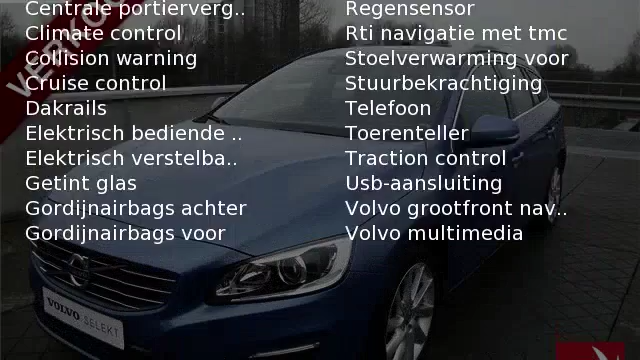 Centrale portierverg..
Climate control
Collision warning
Cruise control
Dakrails
Elektrisch bediende ..
Elektrisch verstelba..
Getint glas
Gordijnairbags achter
Gordijnairbags voor
Regensensor
Rti navigatie met tmc
Stoelverwarming voor
Stuurbekrachtiging
Telefoon
Toerenteller
Traction control
Usb-aansluiting
Volvo grootfront nav..
Volvo multimedia
VERKO
VOLVO SELEKT